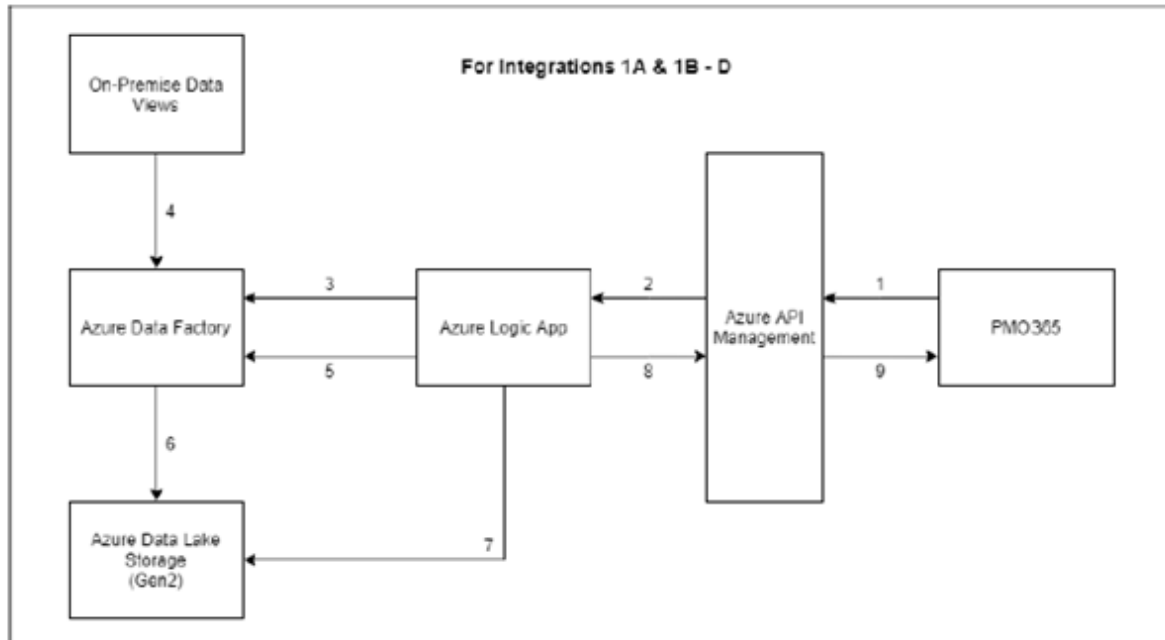 On-Premise Data
Views
For Integrations 1A & 1B - D
4
Azure Data Factory
3
5
Azure Logic App
2
8
Azure API
Management
1
9
PMO365
6
7
Azure Data Lake
Storage
(Gen2)